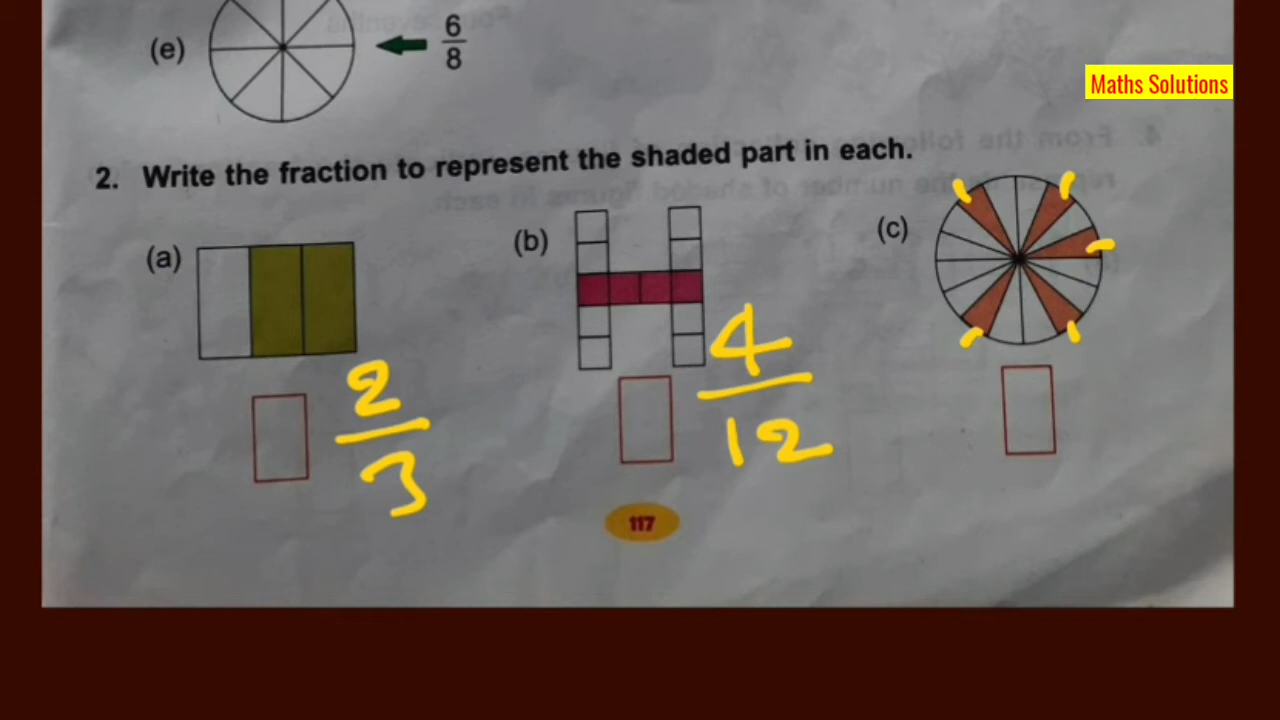 (e)
6
8
Maths Solutions
2. Write the fraction to represent the shaded part in each.
(a)
(b)
(c)
2
3
4
12
117